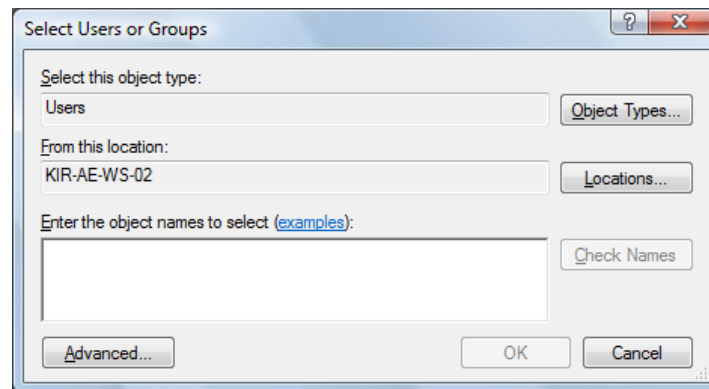 Select Users or Groups
Select this object type:
Users
Object Types...
From this location:
KIR-AE-WS-02
Locations...
Enter the object names to select (examples):
Check Names
Advanced...
OK
Cancel